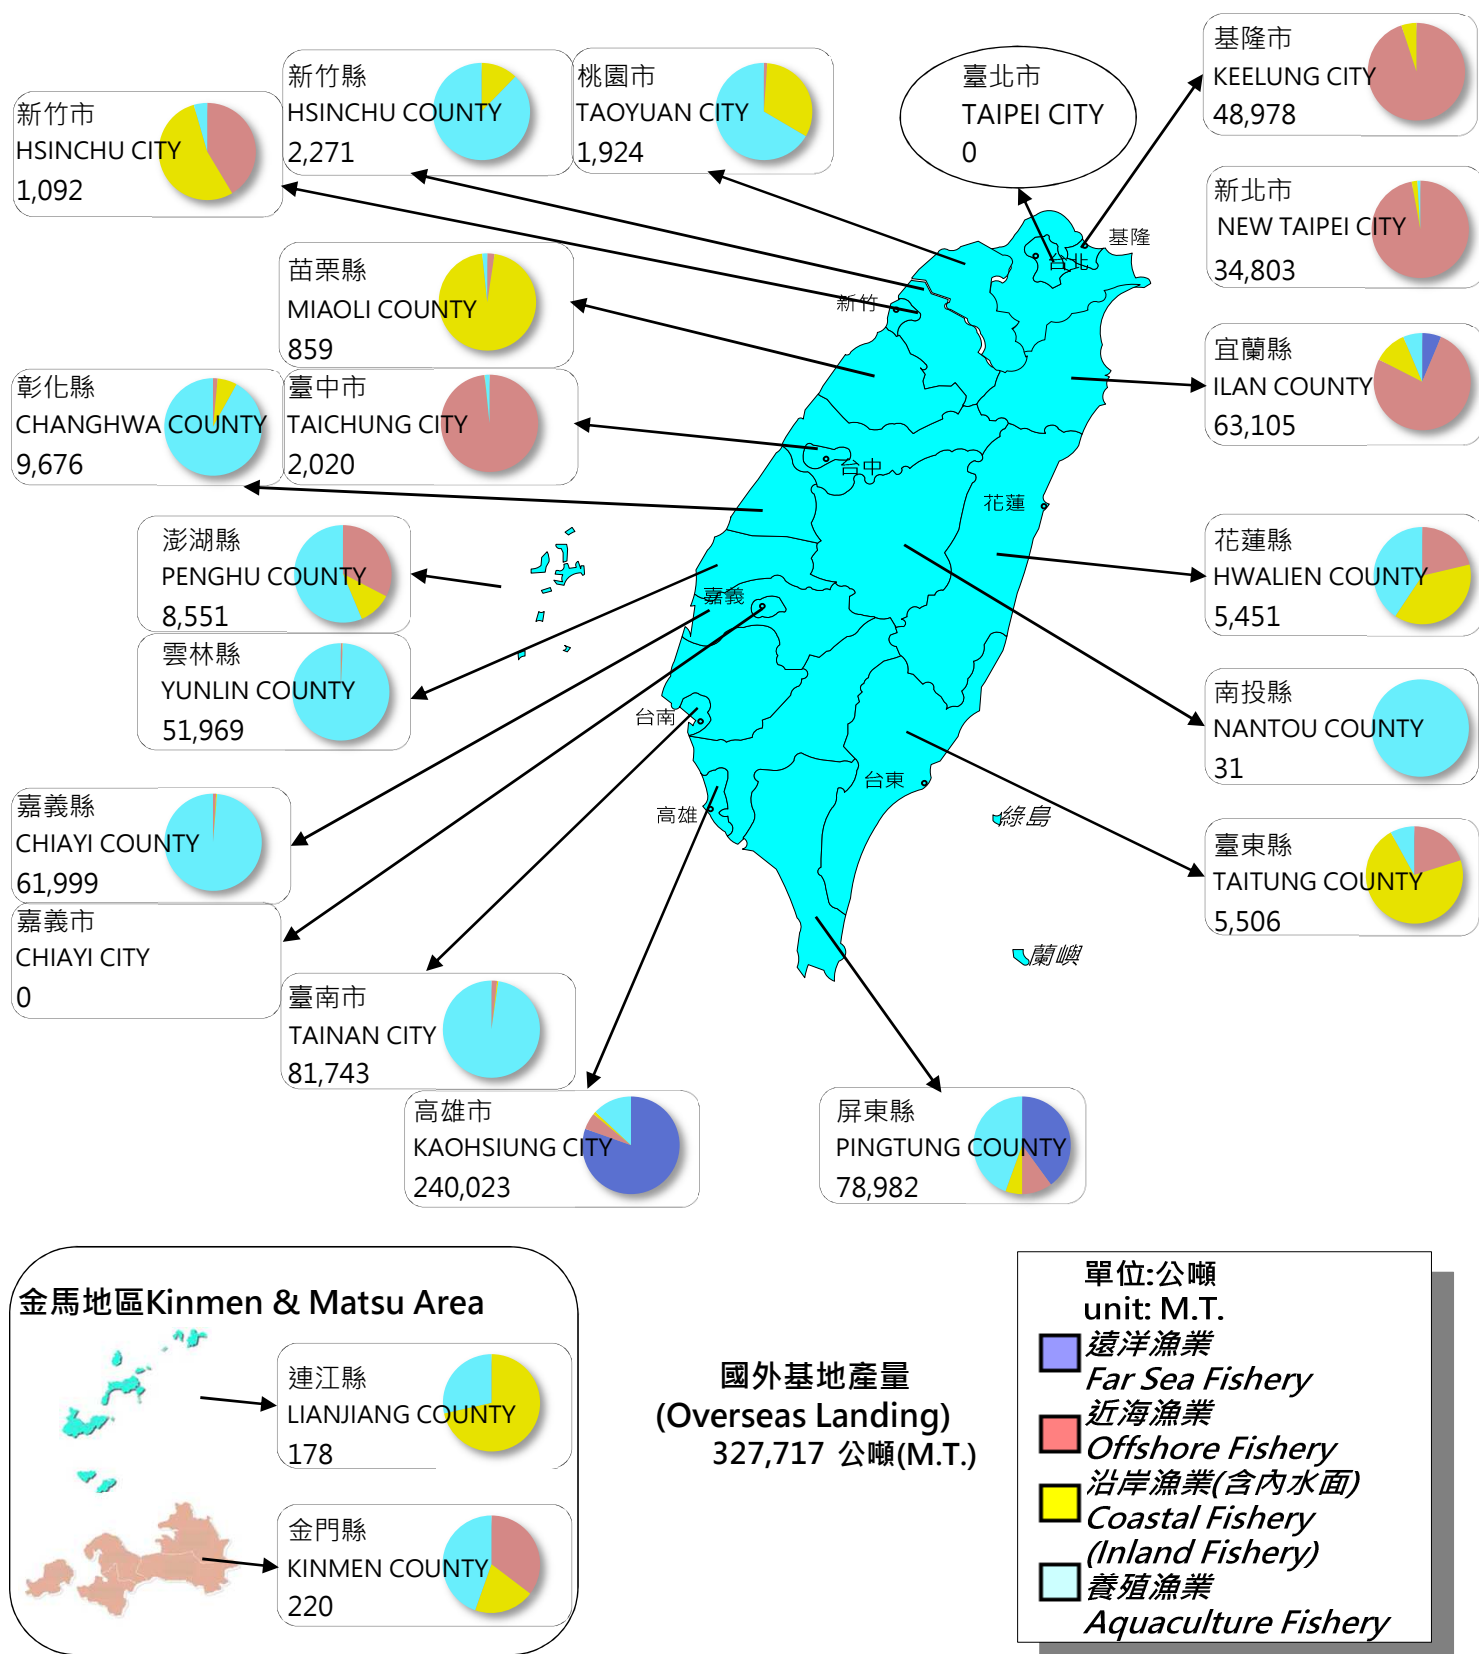 基隆市
KEELUNG CITY
48,978
新竹縣
HSINCHU COUNTY
2,271
桃園市
TAOYUAN CITY
1,924
臺北市
TAIPEI CITY
0
新竹市
HSINCHU CITY
1,092
新北市
NEW TAIPEI CITY
34,803
苗栗縣
MIAOLI COUNTY
859
宜蘭縣
ILAN COUNTY
63,105
彰化縣
CHANGHWA COUNTY
9,676
臺中市
TAICHUNG CITY
2,020
澎湖縣
PENGHU COUNTY
8,551
花蓮縣
HWALIEN COUNTY
5,451
雲林縣
YUNLIN COUNTY
51,969
南投縣
NANTOU COUNTY
31
嘉義縣
CHIAYI COUNTY
61,999
臺東縣
TAITUNG COUNTY
5,506
嘉義市
CHIAYI CITY
0
臺南市
TAINAN CITY
81,743
高雄市
KAOHSIUNG CITY
240,023
屏東縣
PINGTUNG COUNTY
78,982
基隆
台北
新竹
台中
花蓮
嘉義
台南
台東
高雄
綠島
蘭嶼
金馬地區Kinmen & Matsu Area
連江縣
LIANJIANG COUNTY
178
金門縣
KINMEN COUNTY
220
國外基地產量
(Overseas Landing)
327,717 公噸(M.T.)
單位:公噸
unit: M.T.
遠洋漁業
Far Sea Fishery
近海漁業
Offshore Fishery
沿岸漁業(含內水面)
Coastal Fishery
(Inland Fishery)
養殖漁業
Aquaculture Fishery